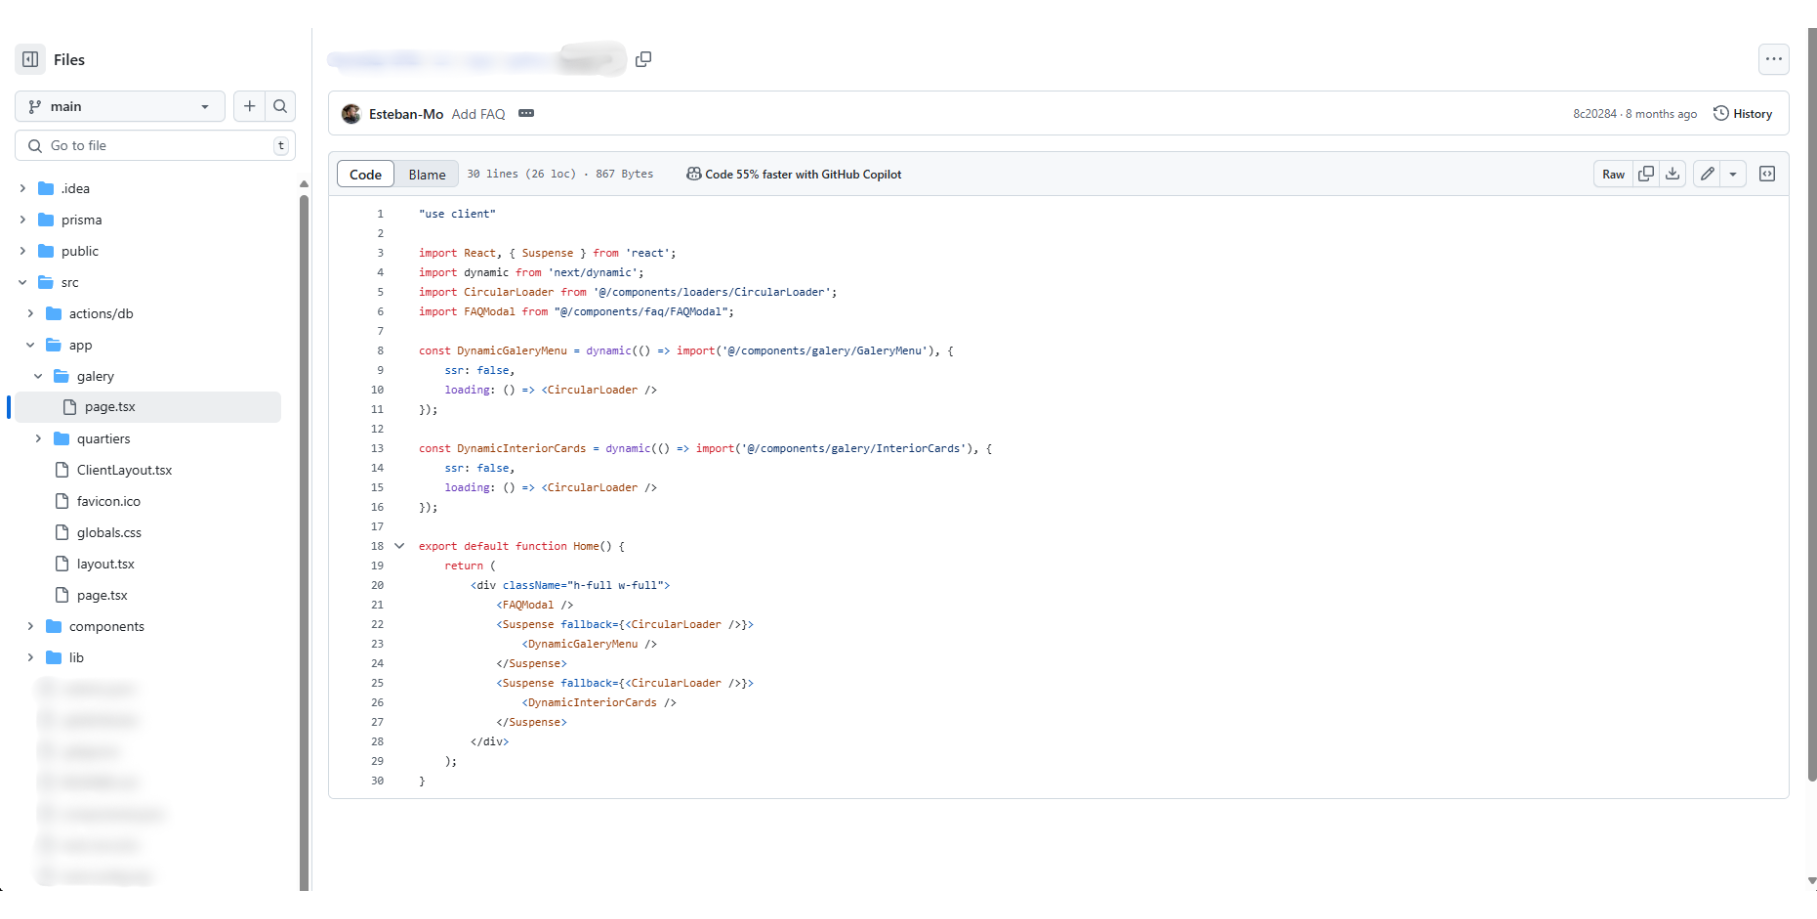 Files
main
Go to file
t
.idea
prisma
public
src
actions/db
app
galery
page.tsx
quartiers
ClientLayout.tsx
favicon.ico
globals.css
layout.tsx
page.tsx
components
lib
Esteban-Mo Add FAQ
8c20284 · 8 months ago
History
Code Blame 30 lines (26 loc) · 867 Bytes Code 55% faster with GitHub Copilot
Raw
1 "use client"
2
3 import React, { Suspense } from 'react';
4 import dynamic from 'next/dynamic';
5 import CircularLoader from '@/components/loaders/CircularLoader';
6 import FAQModal from "@/components/faq/FAQModal";
7
8 const DynamicGaleryMenu = dynamic(() => import('@/components/galery/GaleryMenu'), {
9 ssr: false,
10 loading: () => <CircularLoader />
11 });
12
13 const DynamicInteriorCards = dynamic(() => import('@/components/galery/InteriorCards'), {
14 ssr: false,
15 loading: () => <CircularLoader />
16 });
17
18 export default function Home() {
19 return (
20 <div className="h-full w-full">
21 <FAQModal />
22 <Suspense fallback={<CircularLoader />}>
23 <DynamicGaleryMenu />
24 </Suspense>
25 <Suspense fallback={<CircularLoader />}>
26 <DynamicInteriorCards />
27 </Suspense>
28 </div>
29 );
30 }